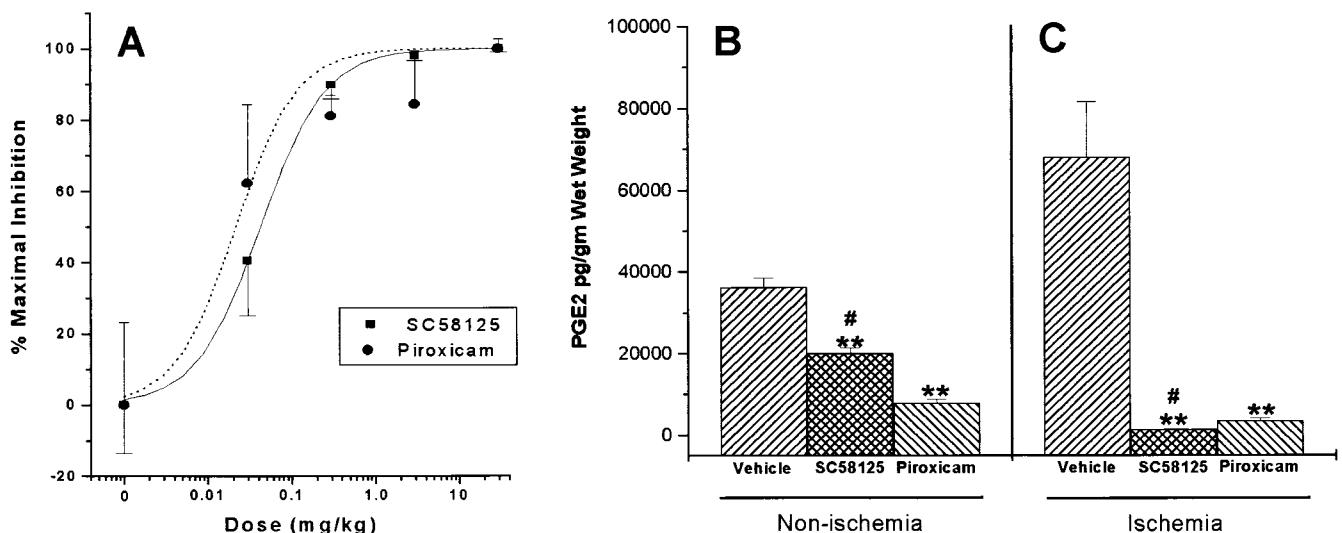 A
% Maximal Inhibition
100
80
60
40
20
0
-20
0
0.01
0.1
1.0
10
Dose (mg/kg)
SC58125
Piroxicam
B
C
PGE2 pg/gm Wet Weight
100000
80000
60000
40000
20000
0
#
**
**
#
**
**
Vehicle SC58125 Piroxicam
Vehicle SC58125 Piroxicam
Non-ischemia
Ischemia